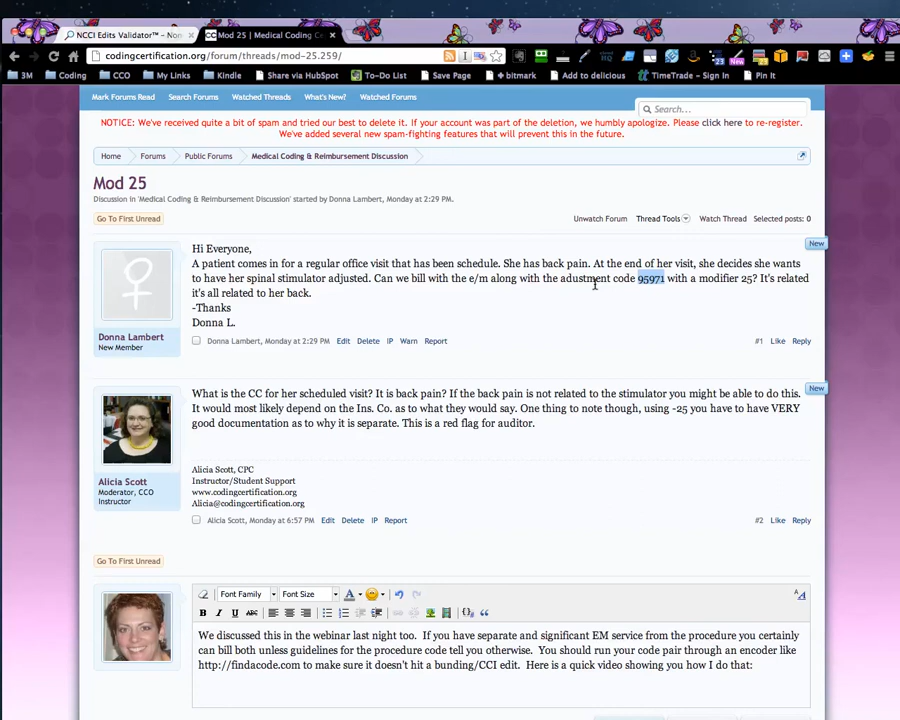 NCCI Edits Validator™ – Non
CC Mod 25 | Medical Coding &
codingcertification.org/forum/threads/mod-25.259/
3M Coding CCO My Links Kindle Share via HubSpot To-Do List Save Page + bitmark Add to delicious TimeTrade - Sign In Pin It
Mark Forums Read Search Forums Watched Threads What's New? Watched Forums
Search...
NOTICE: We've received quite a bit of spam and tried our best to delete it. If your account was part of the deletion, we humbly apologize. Please click here to re-register.
We've added several new spam-fighting features that will prevent this in the future.
Home Forums Public Forums Medical Coding & Reimbursement Discussion
Mod 25
Discussion in 'Medical Coding & Reimbursement Discussion' started by Donna Lambert, Monday at 2:29 PM.
Go To First Unread Unwatch Forum Thread Tools Watch Thread Selected posts: 0
New
Hi Everyone,
A patient comes in for a regular office visit that has been schedule. She has back pain. At the end of her visit, she decides she wants
to have her spinal stimulator adjusted. Can we bill with the e/m along with the adustment code 95971 with a modifier 25? It's related
it's all related to her back.
-Thanks
Donna L.
Donna Lambert
New Member
Donna Lambert, Monday at 2:29 PM Edit Delete IP Warn Report #1 Like Reply
New
What is the CC for her scheduled visit? It is back pain? If the back pain is not related to the stimulator you might be able to do this.
It would most likely depend on the Ins. Co. as to what they would say. One thing to note though, using -25 you have to have VERY
good documentation as to why it is separate. This is a red flag for auditor.
Alicia Scott, CPC
Instructor/Student Support
www.codingcertification.org
Alicia@codingcertification.org
Alicia Scott
Moderator, CCO
Instructor
Alicia Scott, Monday at 6:57 PM Edit Delete IP Report #2 Like Reply
Go To First Unread
Font Family Font Size A
B I U ABC
We discussed this in the webinar last night too. If you have separate and significant EM service from the procedure you certainly
can bill both unless guidelines for the procedure code tell you otherwise. You should run your code pair through an encoder like
http://findacode.com to make sure it doesn't hit a bunding/CCI edit. Here is a quick video showing you how I do that: